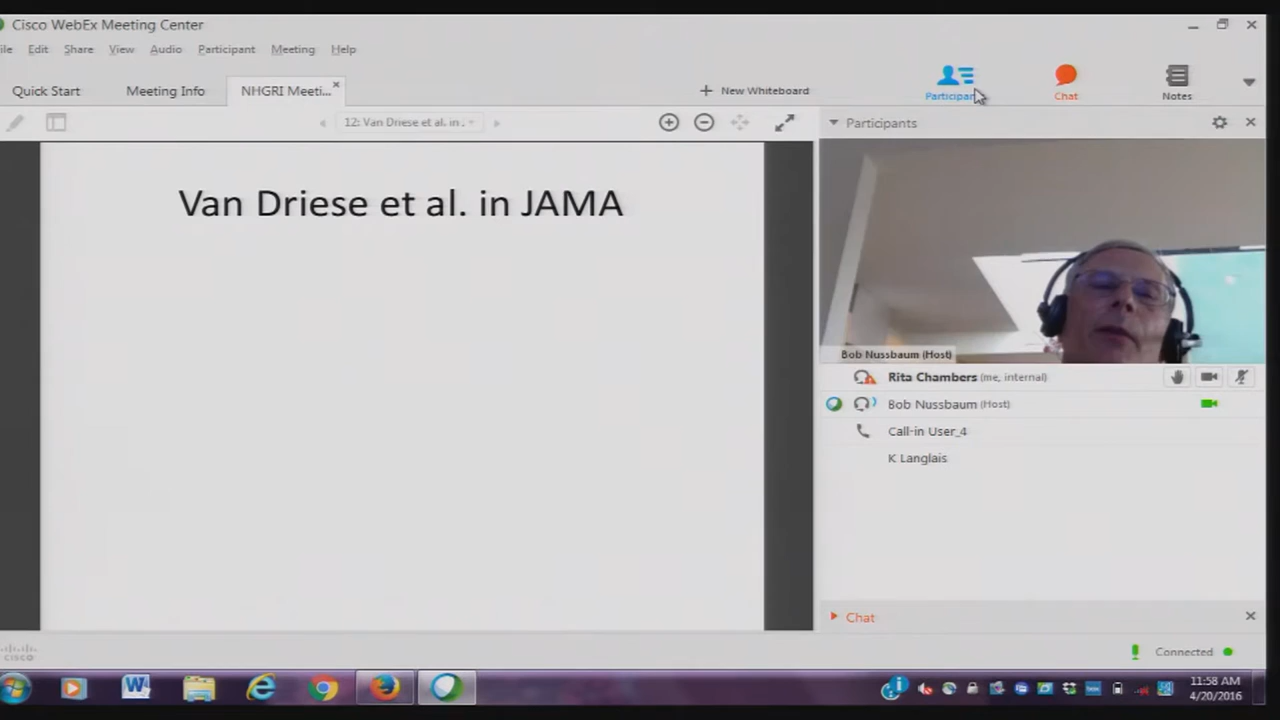 Cisco WebEx Meeting Center
ile Edit Share View Audio Participant Meeting Help
Quick Start Meeting Info NHGRI Meeti... New Whiteboard
Participan Chat Notes
12: Van Driese et al. in .
Participants
Van Driese et al. in JAMA
Bob Nussbaum (Host)
Rita Chambers (me, internal)
Bob Nussbaum (Host)
Call-in User_4
K Langlais
Chat
CISCO
Connected
11:58 AM
4/20/2016